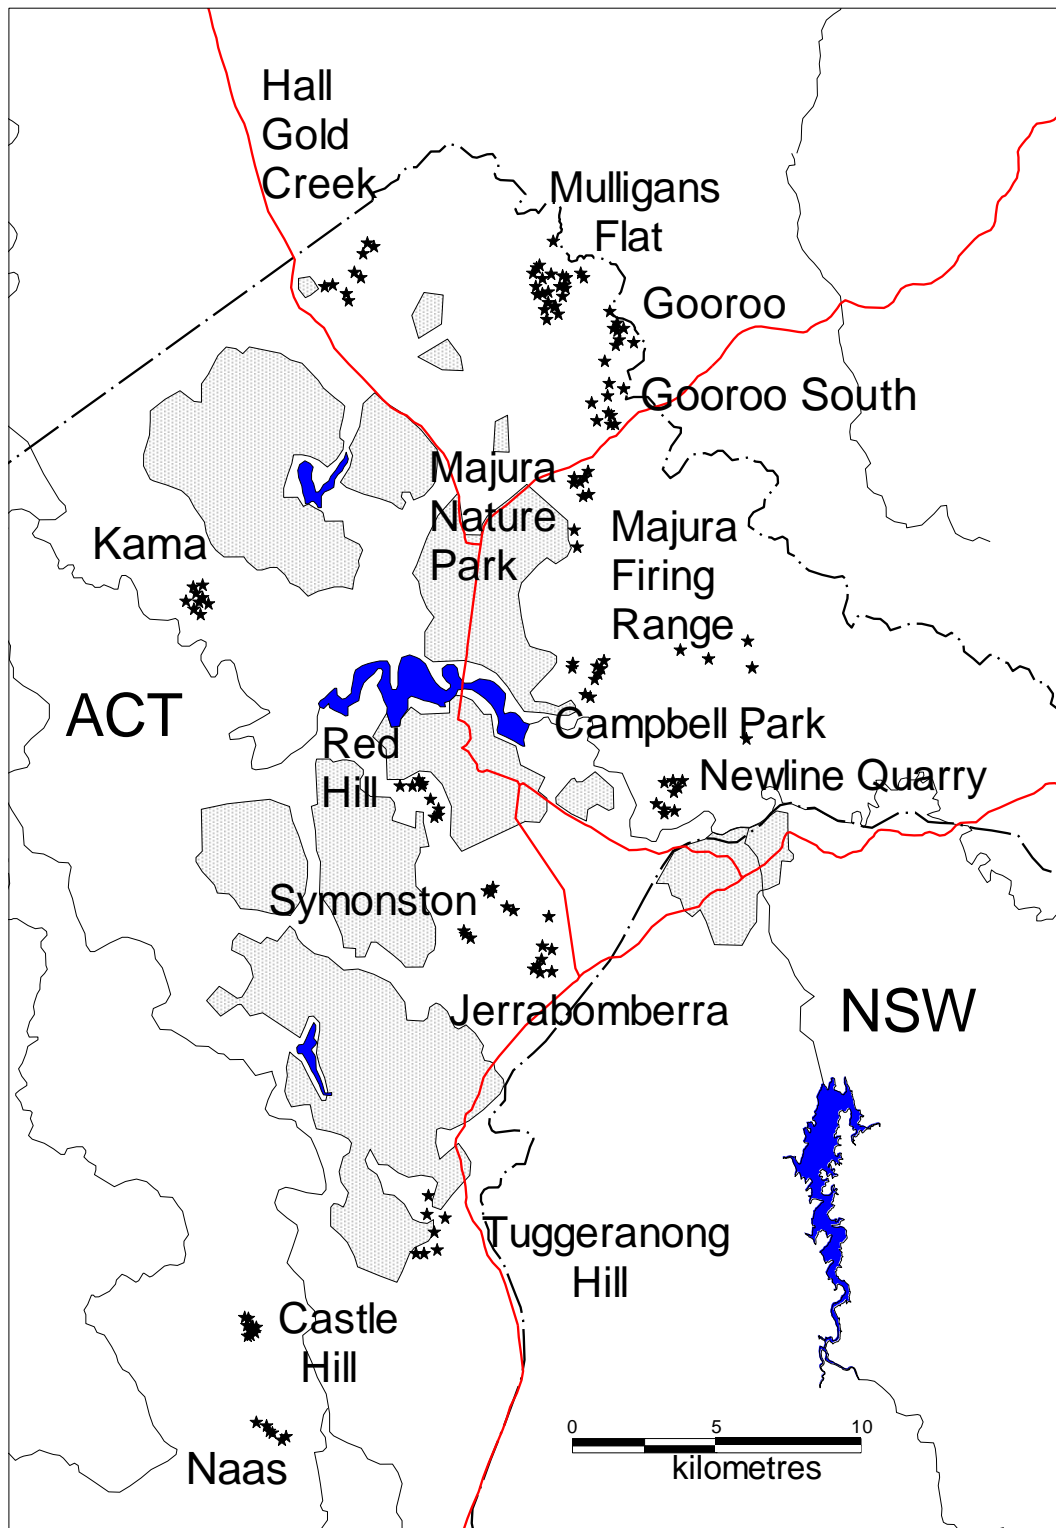 Hall
Gold
Creek
Mulligans
Flat
Gooroo
Gooroo South
Majura
Nature
Park
Majura
Firing
Range
Kama
ACT
Campbell Park
Red
Hill
Newline Quarry
Symonston
Jerrabomberra
NSW
Tuggeranong
Hill
Castle
Hill
Naas
0 5 10
kilometres